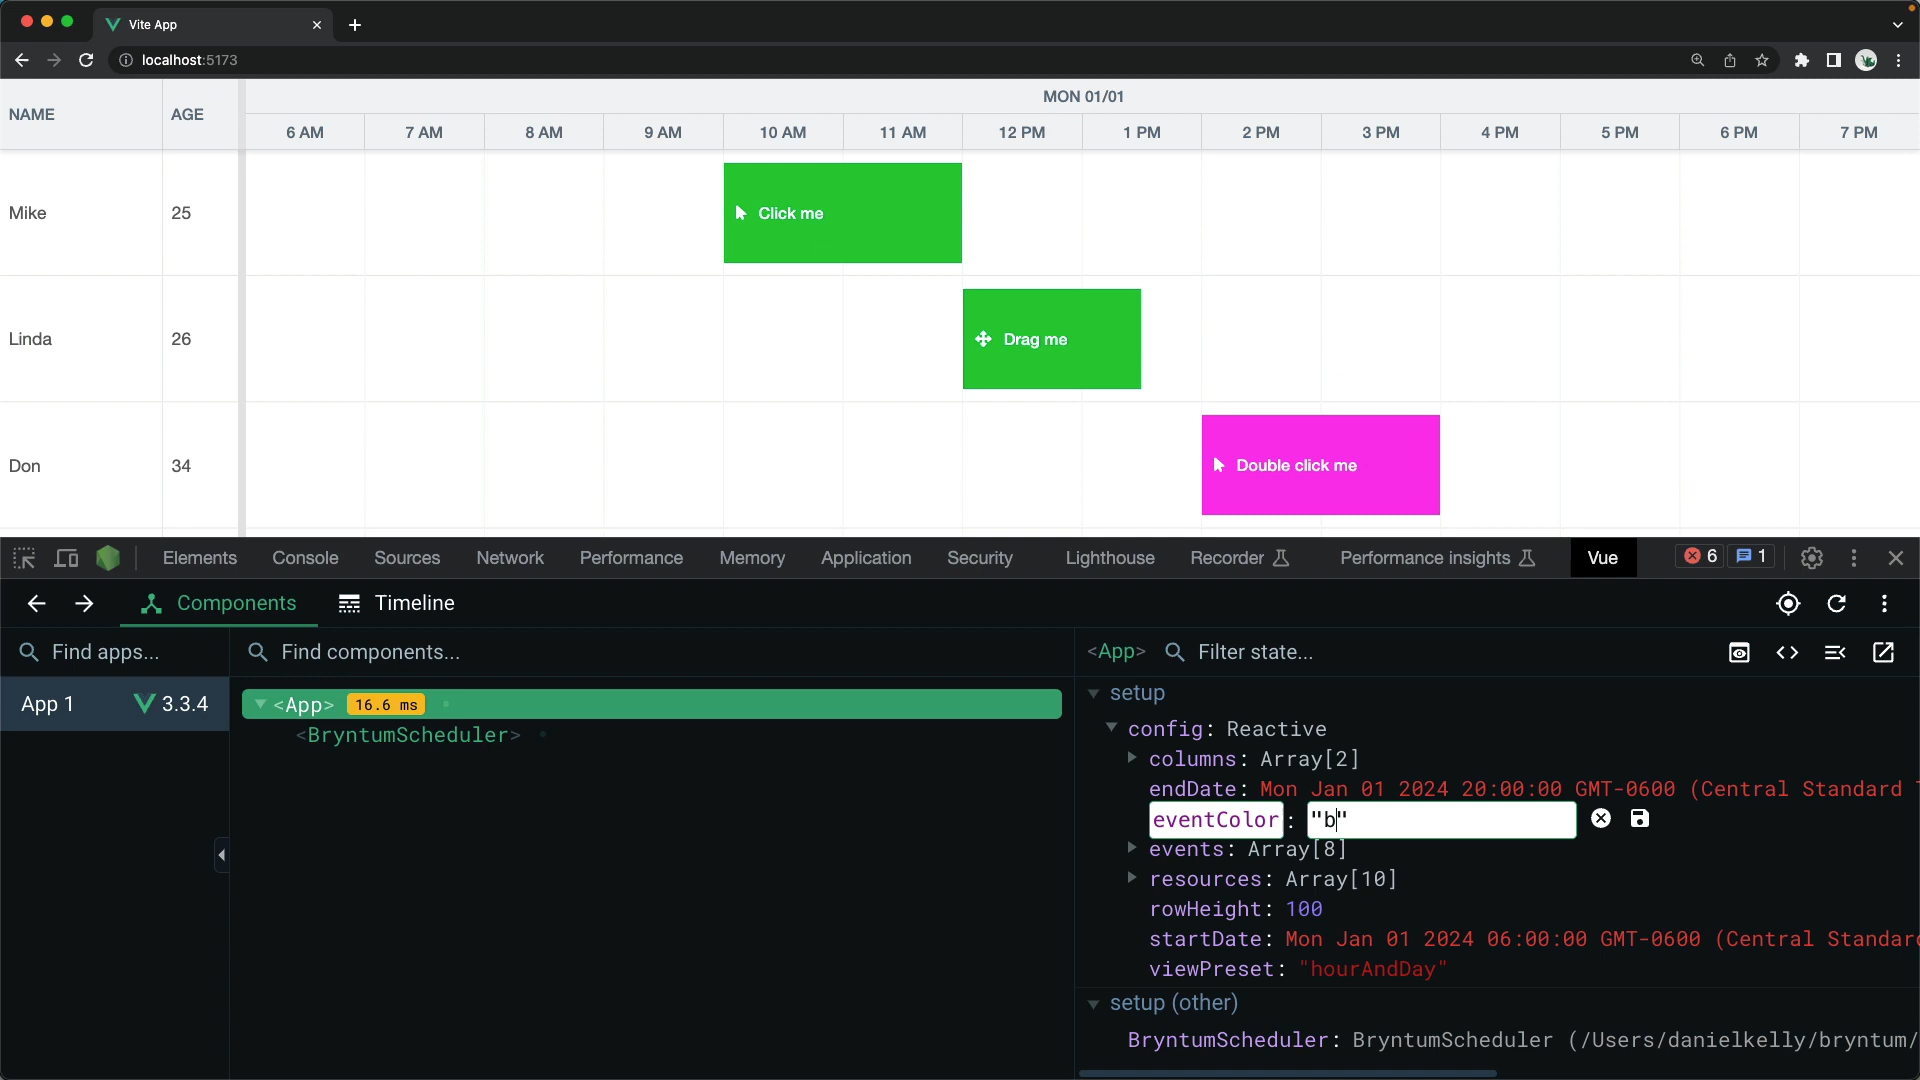 Vite App
localhost:5173
NAME AGE MON 01/01
6 AM 7 AM 8 AM 9 AM 10 AM 11 AM 12 PM 1 PM 2 PM 3 PM 4 PM 5 PM 6 PM 7 PM
Mike 25 Click me
Linda 26 Drag me
Don 34 Double click me
Elements Console Sources Network Performance Memory Application Security Lighthouse Recorder Performance insights Vue 6 1
Components Timeline
Find apps... Find components... <App> Filter state...
App 1 3.3.4
<App> 16.6 ms
<BryntumScheduler>
setup
config: Reactive
columns: Array[2]
endDate: Mon Jan 01 2024 20:00:00 GMT-0600 (Central Standard
eventColor: "b"
events: Array[8]
resources: Array[10]
rowHeight: 100
startDate: Mon Jan 01 2024 06:00:00 GMT-0600 (Central Standar
viewPreset: "hourAndDay"
setup (other)
BryntumScheduler: BryntumScheduler (/Users/danielkelly/bryntum/